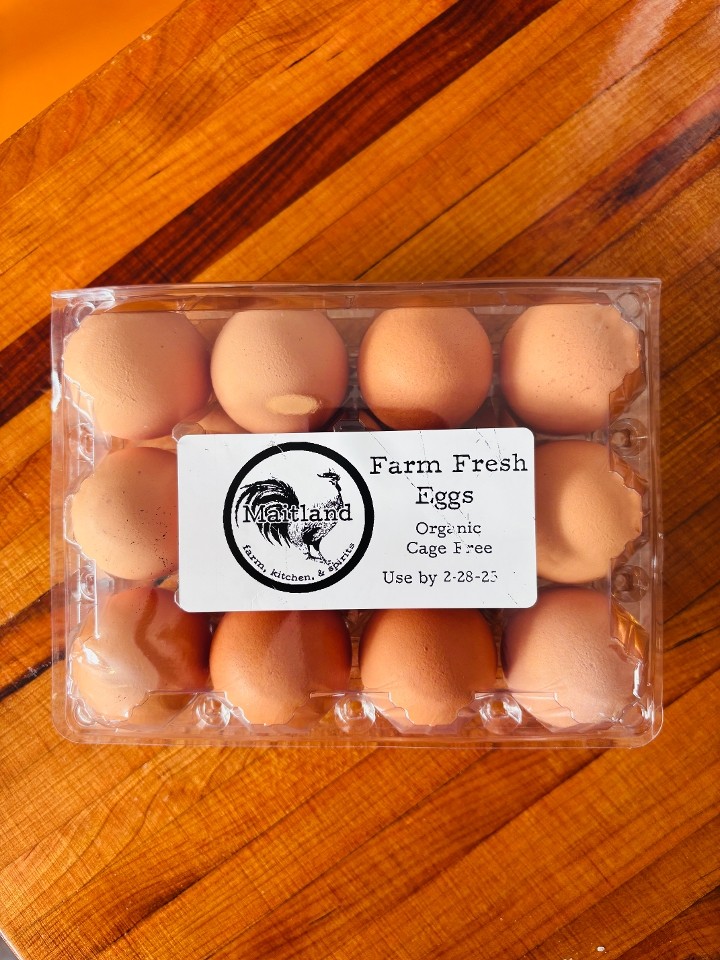 Maitland
farm, kitchen, & spirits
Farm Fresh
Eggs
Organic
Cage Free
Use by 2-28-25